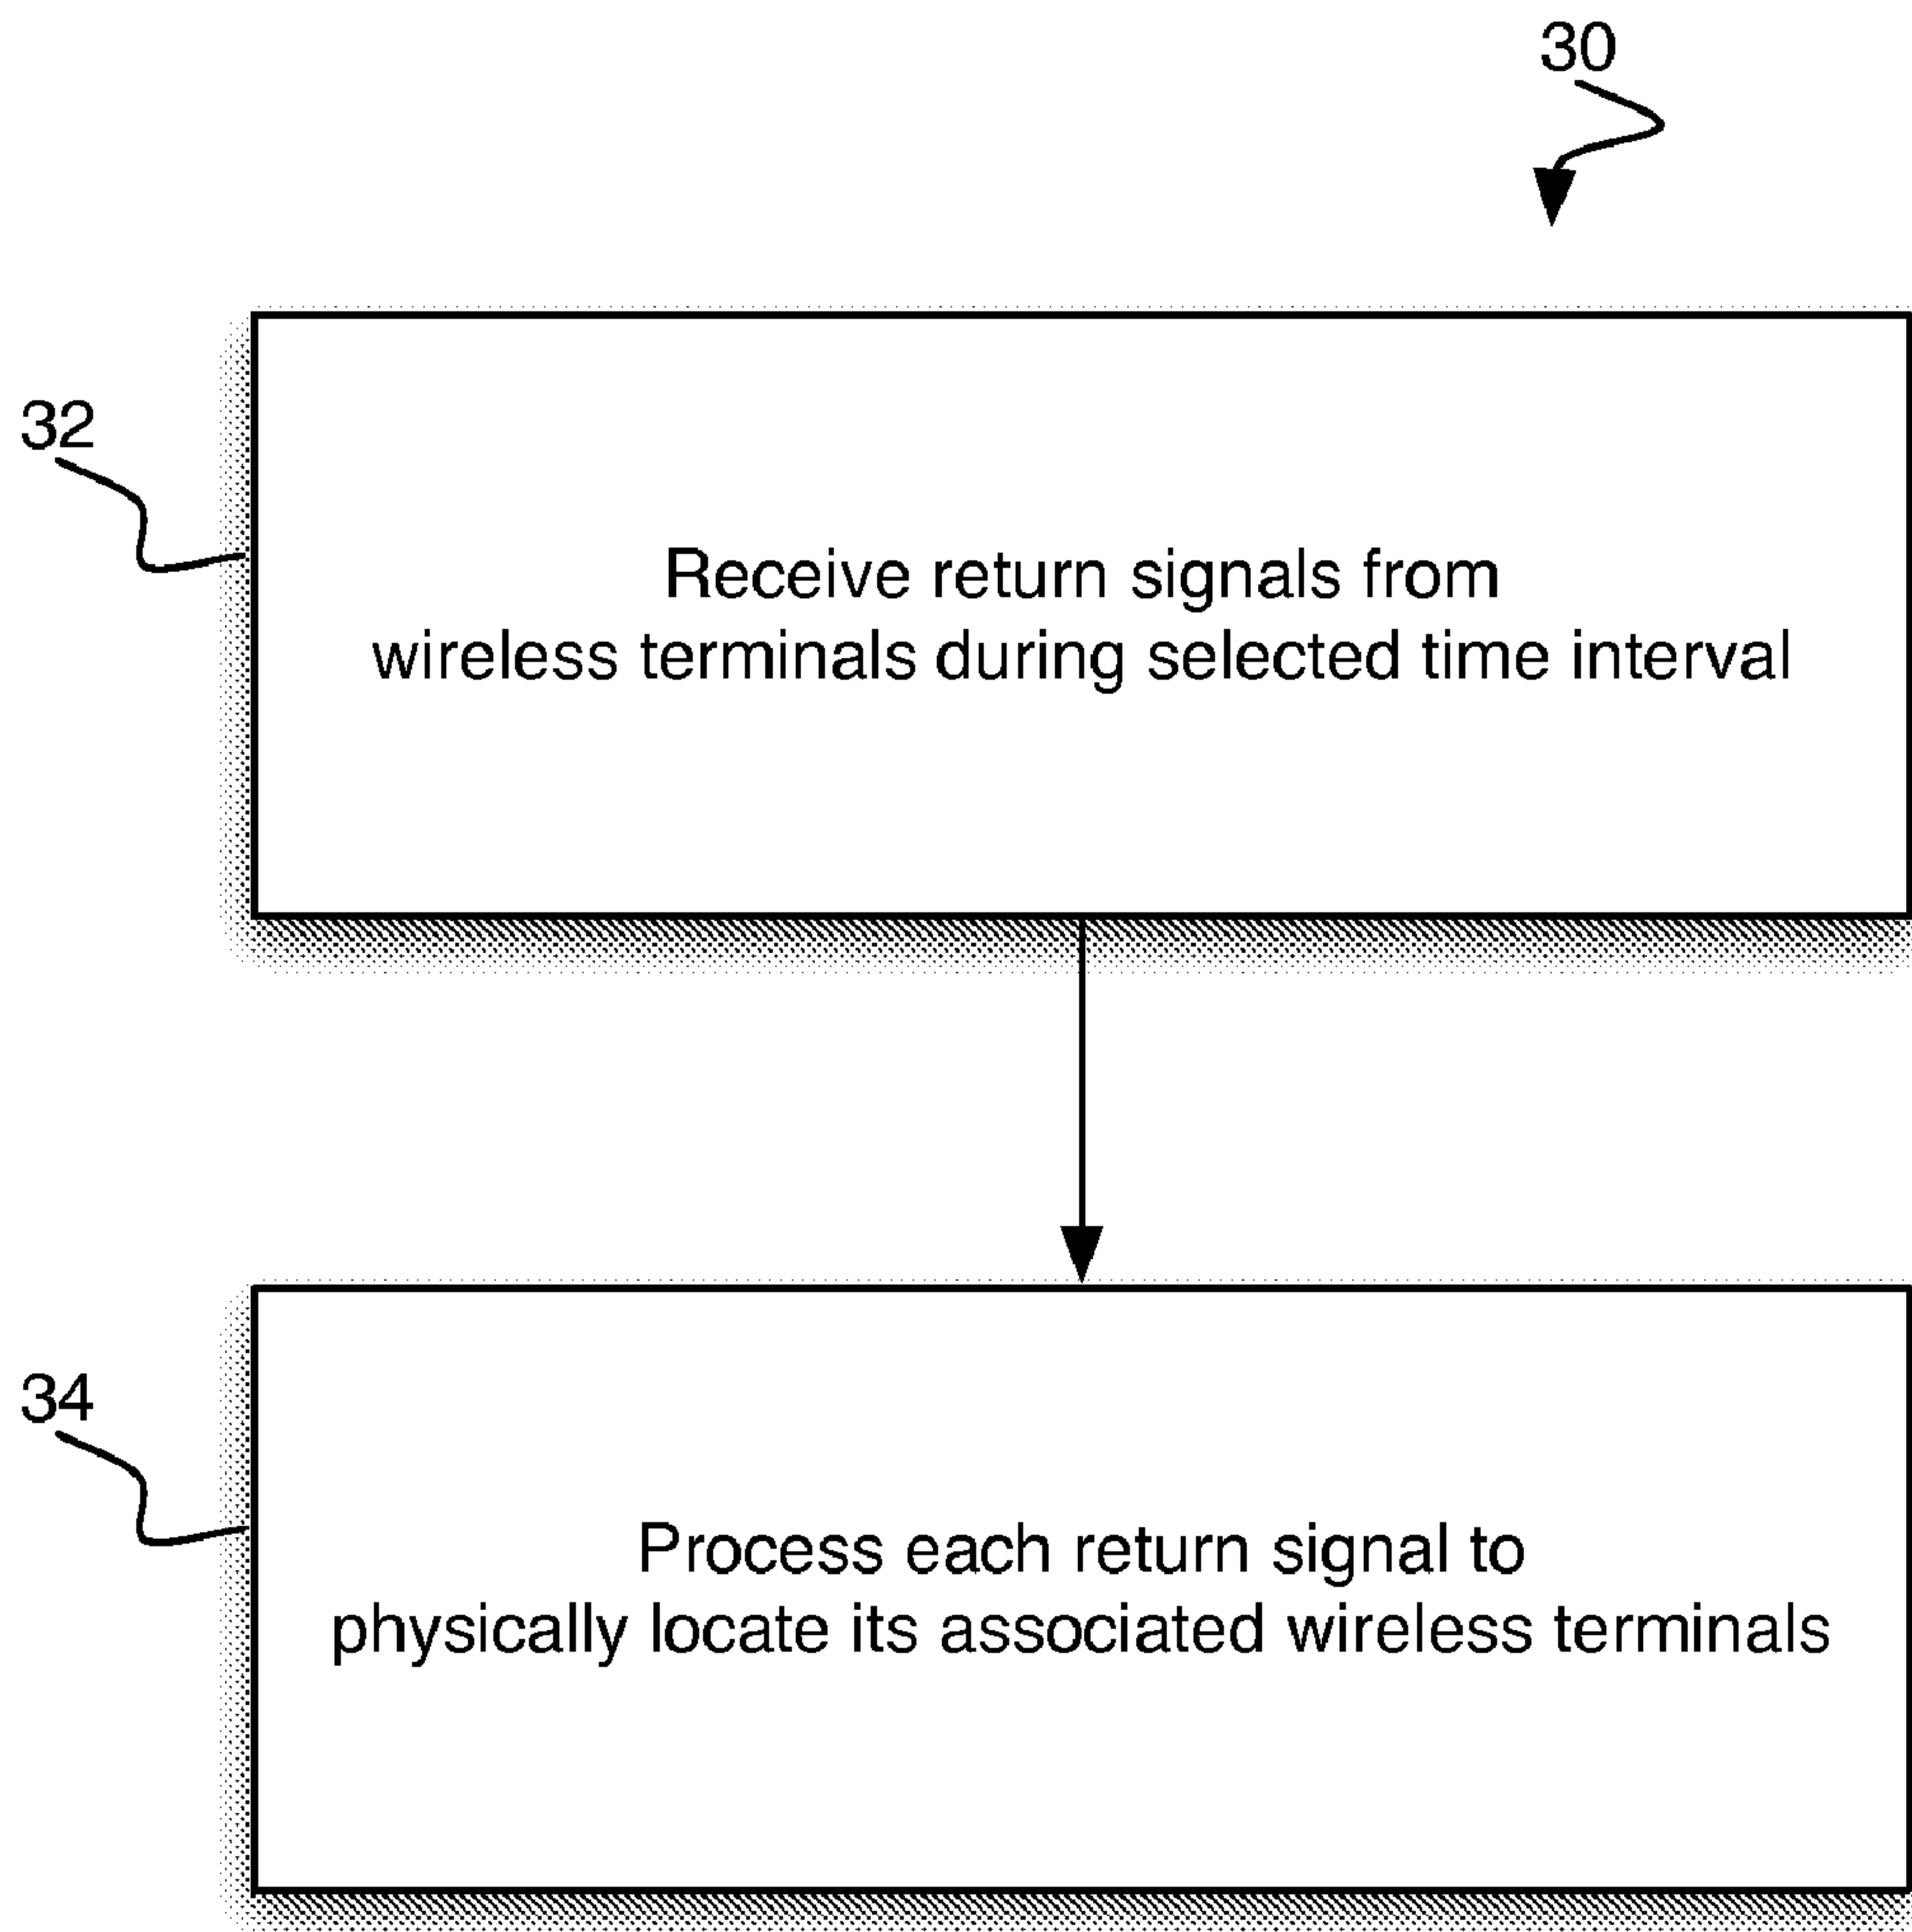 30
32
Receive return signals from
wireless terminals during selected time interval
34
Process each return signal to
physically locate its associated wireless terminals